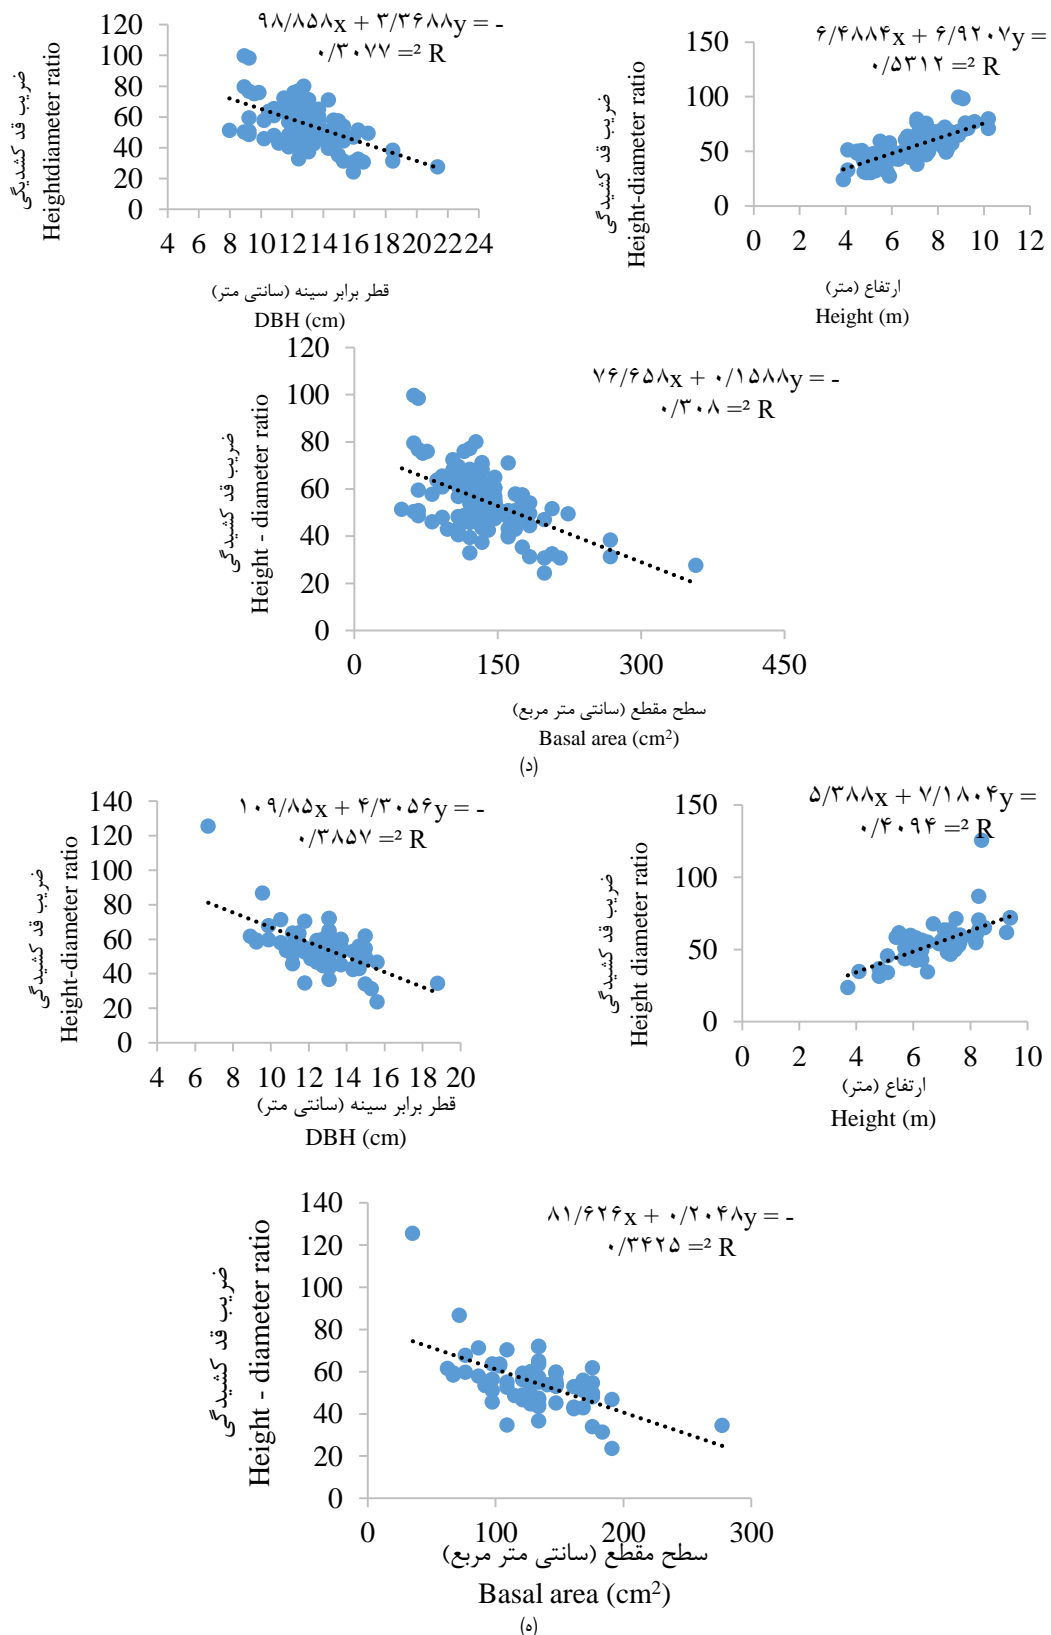 ۹۸/۸۵۸x + ۳/۳۶۸۸y = -
۰/۳۰۷۷ =² R
ضریب قد کشیدگی
Heightdiameter ratio
100
80
60
40
20
0
4 6 8 10 12 14 16 18 20 22 24
قطر برابر سینه (سانتی متر)
DBH (cm)
۶/۴۸۸۴x + ۶/۹۲۰۷y =
۰/۵۳۱۲ =² R
ضریب قد کشیدگی
Height-diameter ratio
150
100
50
0
0 2 4 6 8 10 12
ارتفاع (متر)
Height (m)
۷۶/۶۵۸x + ۰/۱۵۸۸y = -
۰/۳۰۸ =² R
ضریب قد کشیدگی
Height - diameter ratio
120
100
80
60
40
20
0
0 150 300 450
سطح مقطع (سانتی متر مربع)
Basal area (cm²)
(د)
۱۰۹/۸۵x + ۴/۳۰۵۶y = -
۰/۳۸۵۷ =² R
ضریب قد کشیدگی
Height-diameter ratio
140
120
100
80
60
40
20
0
4 6 8 10 12 14 16 18 20
قطر برابر سینه (سانتی متر)
DBH (cm)
۵/۳۸۸x + ۷/۱۸۰۴y =
۰/۴۰۹۴ =² R
ضریب قد کشیدگی
Height diameter ratio
150
100
50
0
0 2 4 6 8 10
ارتفاع (متر)
Height (m)
۸۱/۶۲۶x + ۰/۲۰۴۸y = -
۰/۳۴۲۵ =² R
ضریب قد کشیدگی
Height - diameter ratio
140
120
100
80
60
40
20
0
0 100 200 300
سطح مقطع (سانتی متر مربع)
Basal area (cm²)
(ه)